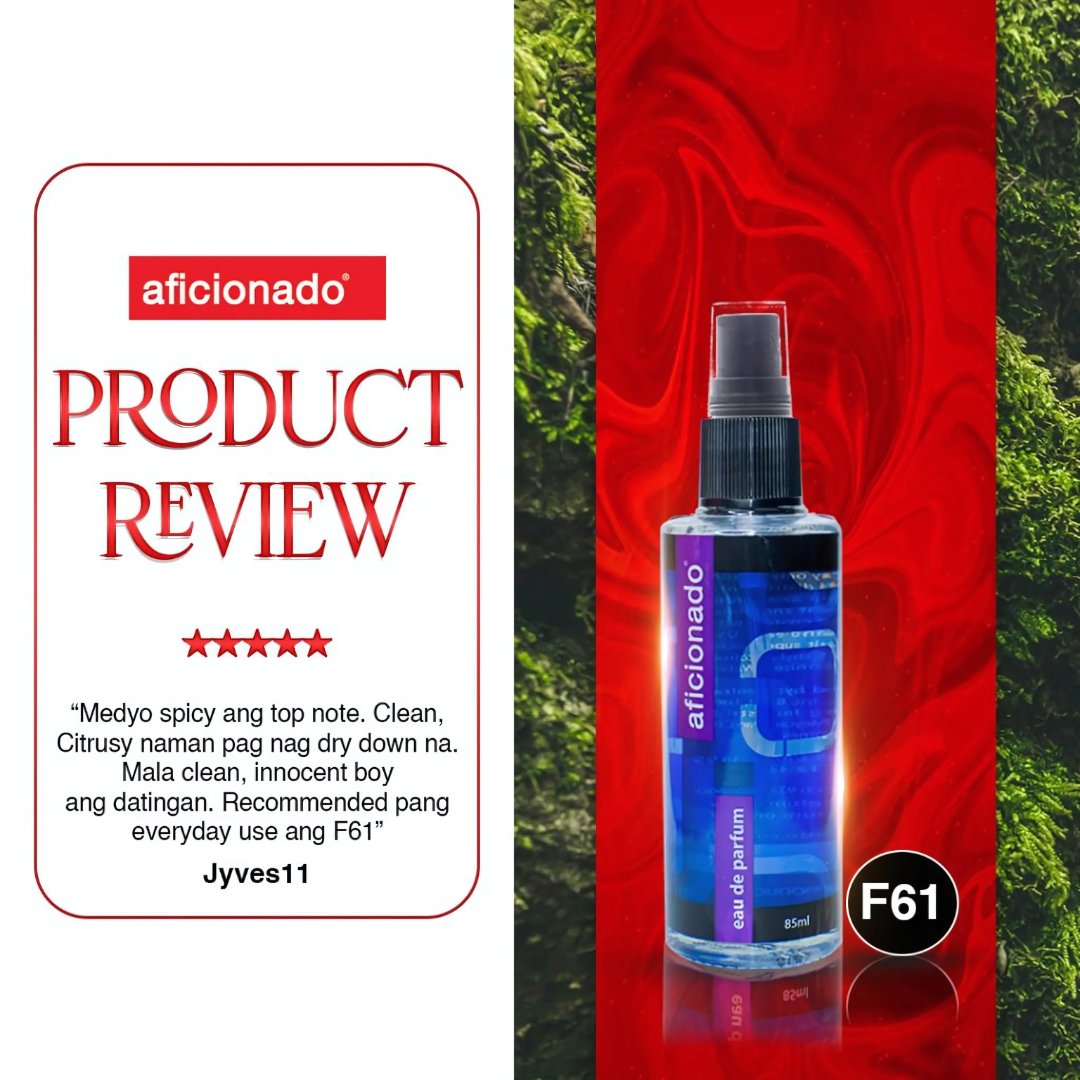 aficionado®
PRODUCT
REVIEW
“Medyo spicy ang top note. Clean,
Citrusy naman pag nag dry down na.
Mala clean, innocent boy
ang datingan. Recommended pang
everyday use ang F61”
Jyves11
aficionado®
eau de parfum
85ml
F61